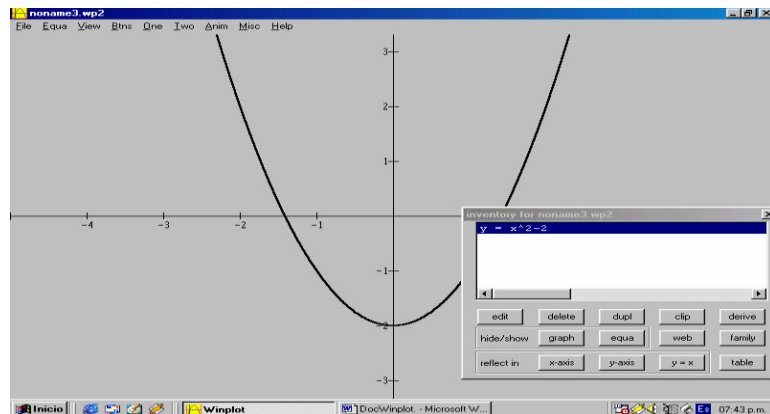 noname3.wp2
File Equa View Btns One Two Anim Misc Help
3
2
1
-4 -3 -2 -1
-1
-2
-3
inventory for noname3.wp2
y = x^2-2
edit delete dupl clip derive
hide/show graph equa web family
reflect in x-axis y-axis y = x table
Inicio Winplot DocWinplot. - Microsoft W... Es 07:43 p.m.